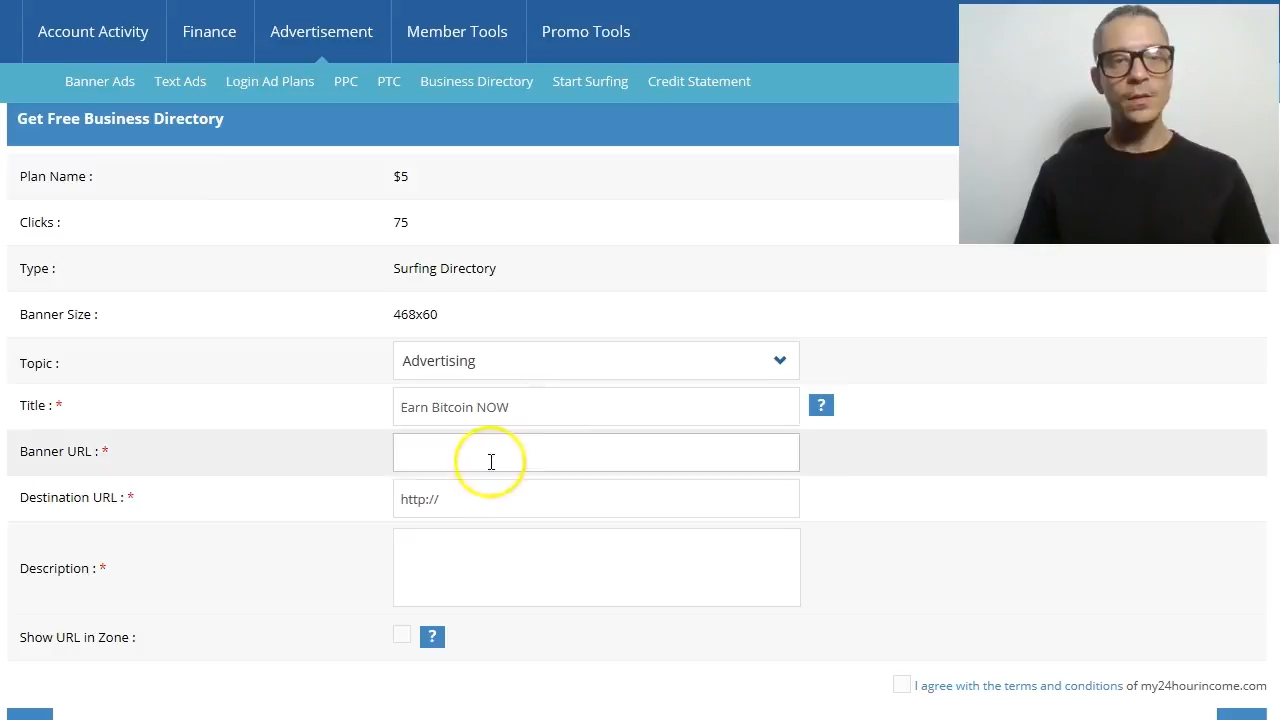 Account Activity Finance Advertisement Member Tools Promo Tools
Banner Ads Text Ads Login Ad Plans PPC PTC Business Directory Start Surfing Credit Statement
Get Free Business Directory
Plan Name : $5
Clicks : 75
Type : Surfing Directory
Banner Size : 468x60
Topic : Advertising
Title : * Earn Bitcoin NOW ?
Banner URL : *
Destination URL : * http://
Description : *
Show URL in Zone : ?
I agree with the terms and conditions of my24hourincome.com